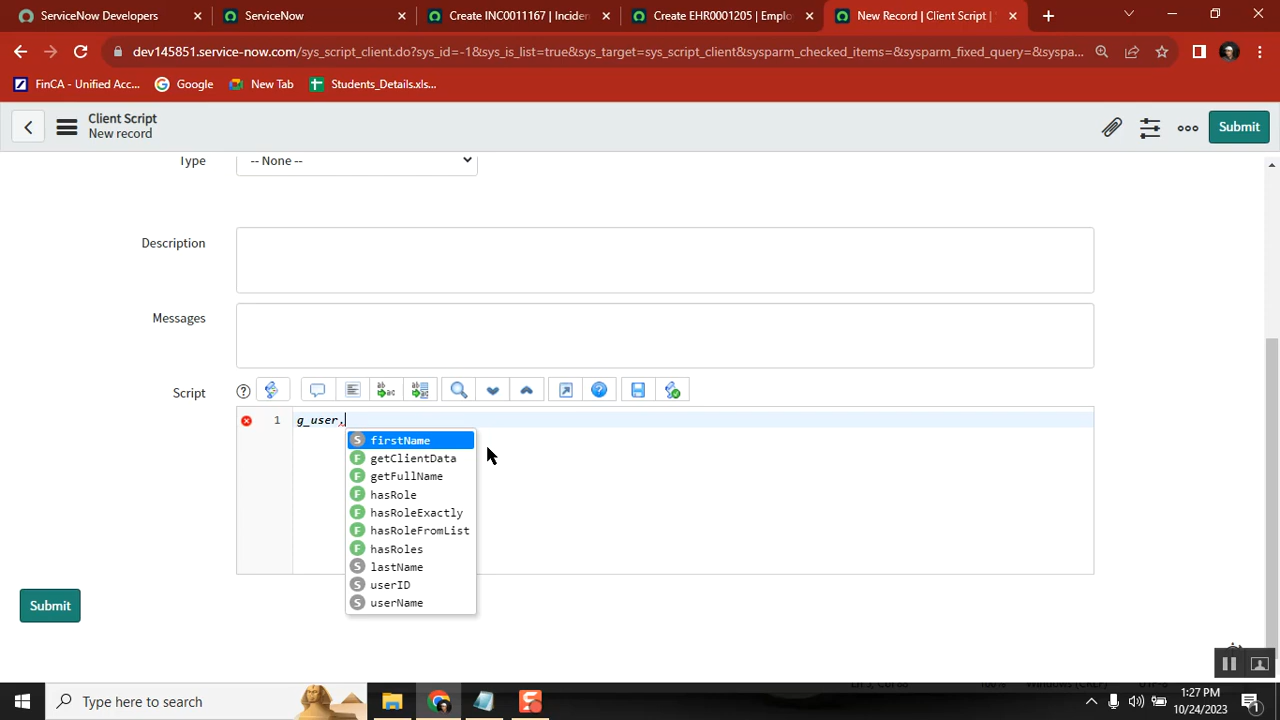 ServiceNow Developers
ServiceNow
Create INC0011167 | Inciden
Create EHR0001205 | Employ
New Record | Client Script |
dev145851.service-now.com/sys_script_client.do?sys_id=-1&sys_is_list=true&sys_target=sys_script_client&sysparm_checked_items=&sysparm_fixed_query=&syspa...
FinCA - Unified Acc...
Google
New Tab
Students_Details.xls...
Client Script
New record
Submit
Type
-- None --
Description
Messages
Script
1
g_user,
S firstName
F getClientData
F getFullName
F hasRole
F hasRoleExactly
F hasRoleFromList
F hasRoles
S lastName
S userID
S userName
Submit
Type here to search
1:27 PM
10/24/2023
1